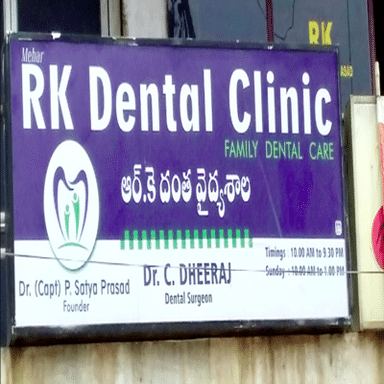 Mehar
RK Dental Clinic
FAMILY DENTAL CARE
ఆర్.కె దంత వైద్యశాల
Timings : 10.00 AM to 9.30 PM
Sunday : 10.00 AM to 1.00 PM
Dr. C. DHEERAJ
Dental Surgeon
Dr. (Capt) P. Satya Prasad
Founder
RK